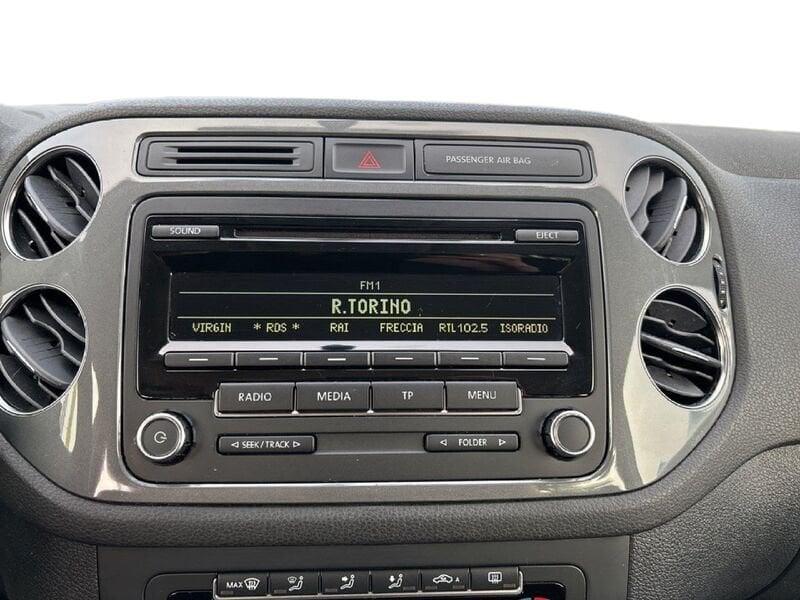 PASSENGER AIR BAG
SOUND EJECT
FM1
R.TORINO
VIRGIN * RDS * RAI FRECCIA RTL102.5 ISORADIO
RADIO MEDIA TP MENU
SEEK/TRACK FOLDER
MAX A